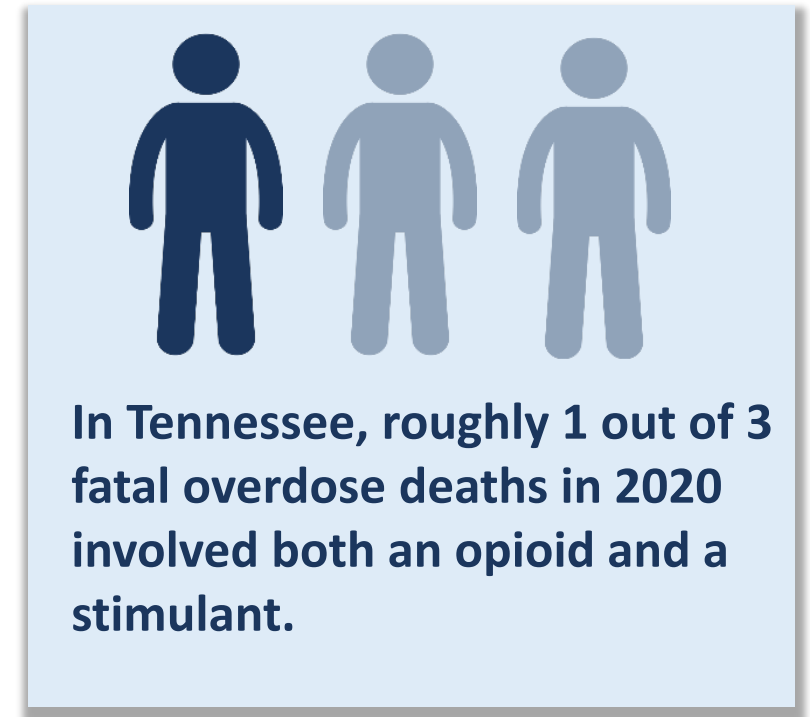 In Tennessee, roughly 1 out of 3
fatal overdose deaths in 2020
involved both an opioid and a
stimulant.